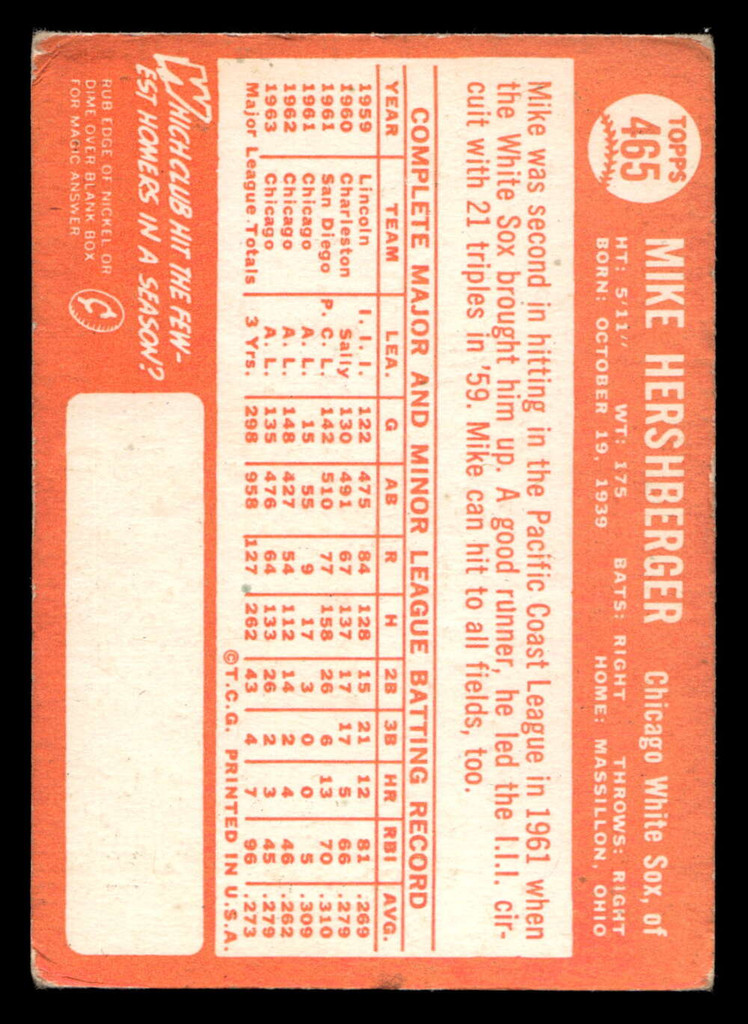 TOPPS
465
MIKE HERSHBERGER Chicago White Sox, of
HT: 5'11" WT: 175 BATS: RIGHT THROWS: RIGHT
BORN: OCTOBER 19, 1939 HOME: MASSILLON, OHIO
Mike was second in hitting in the Pacific Coast League in 1961 when
the White Sox brought him up. A good runner, he led the I.I.I. cir-
cuit with 21 triples in '59. Mike can hit to all fields, too.
COMPLETE MAJOR AND MINOR LEAGUE BATTING RECORD
YEAR TEAM LEA. G AB R H 2B 3B HR RBI AVG.
1959 Lincoln I. I. I. 122 475 84 128 15 21 12 81 .269
1960 Charleston Sally 130 491 67 137 17 17 5 66 .279
1961 San Diego P. C. L. 142 510 77 158 26 6 13 70 .310
1961 Chicago A. L. 15 55 9 17 3 0 0 5 .309
1962 Chicago A. L. 148 427 54 112 14 2 4 46 .262
1963 Chicago A. L. 135 476 64 133 26 2 3 45 .279
Major League Totals 3 Yrs. 298 958 127 262 43 4 7 96 .273
©T.C.G. PRINTED IN U.S.A.
WHICH CLUB HIT THE FEW-
EST HOMERS IN A SEASON?
RUB EDGE OF NICKEL OR
DIME OVER BLANK BOX
FOR MAGIC ANSWER